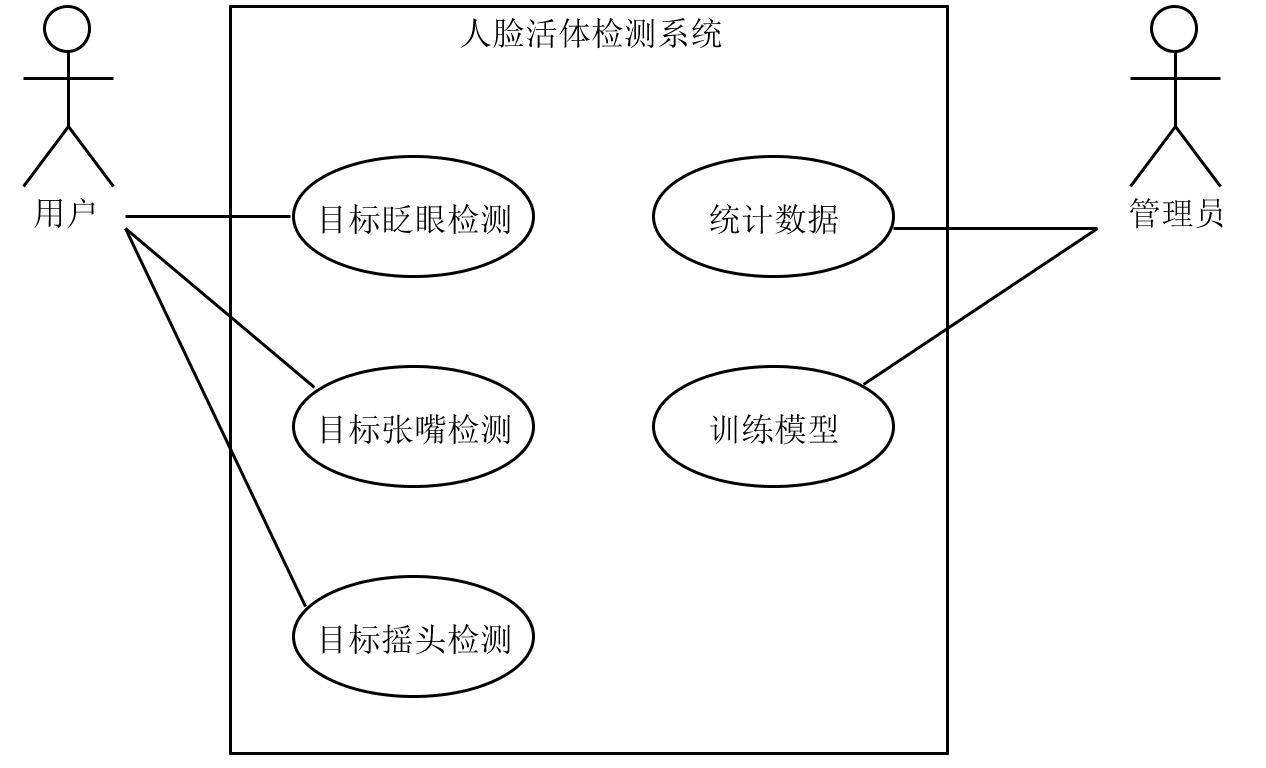 人脸活体检测系统
用户
管理员
目标眨眼检测
统计数据
目标张嘴检测
训练模型
目标摇头检测